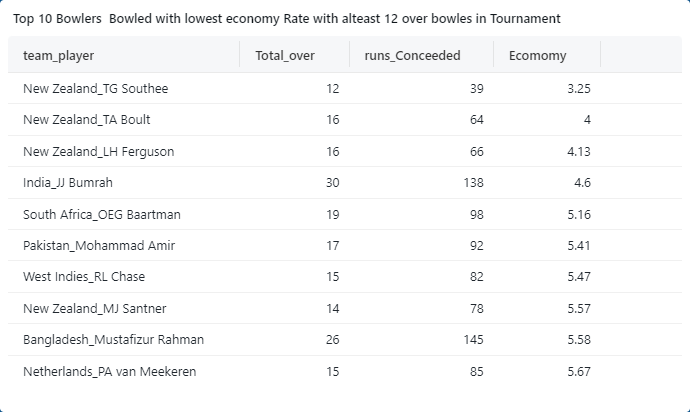 Top 10 Bowlers Bowled with lowest economy Rate with alteast 12 over bowles in Tournament
team_player Total_over runs_Conceeded Ecomomy
New Zealand_TG Southee 12 39 3.25
New Zealand_TA Boult 16 64 4
New Zealand_LH Ferguson 16 66 4.13
India_JJ Bumrah 30 138 4.6
South Africa_OEG Baartman 19 98 5.16
Pakistan_Mohammad Amir 17 92 5.41
West Indies_RL Chase 15 82 5.47
New Zealand_MJ Santner 14 78 5.57
Bangladesh_Mustafizur Rahman 26 145 5.58
Netherlands_PA van Meekeren 15 85 5.67